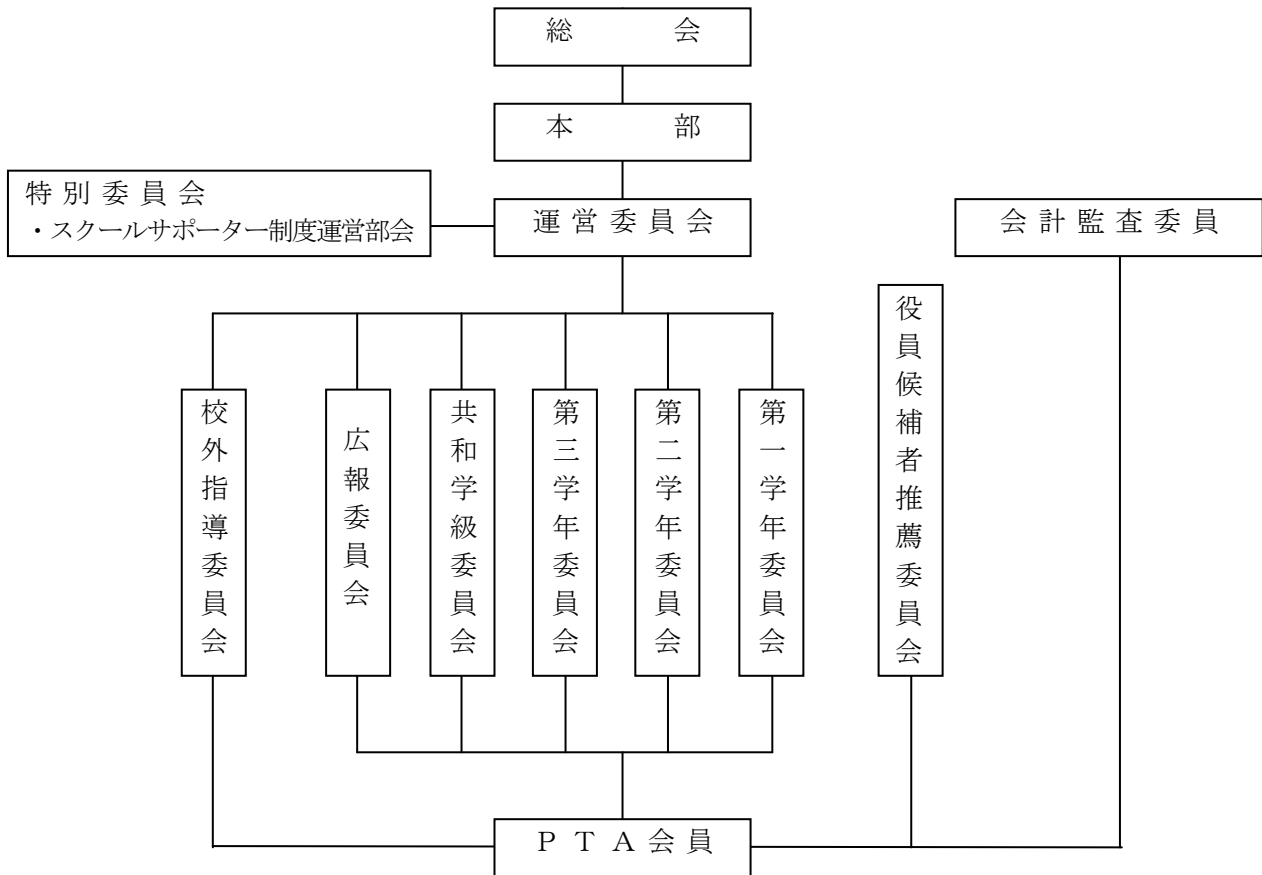 総会
本部
特別委員会
・スクールサポーター制度運営部会
運営委員会
会計監査委員
校外指導委員会
広報委員会
共和学級委員会
第三学年委員会
第二学年委員会
第一学年委員会
役員候補者推薦委員会
ＰＴＡ会員